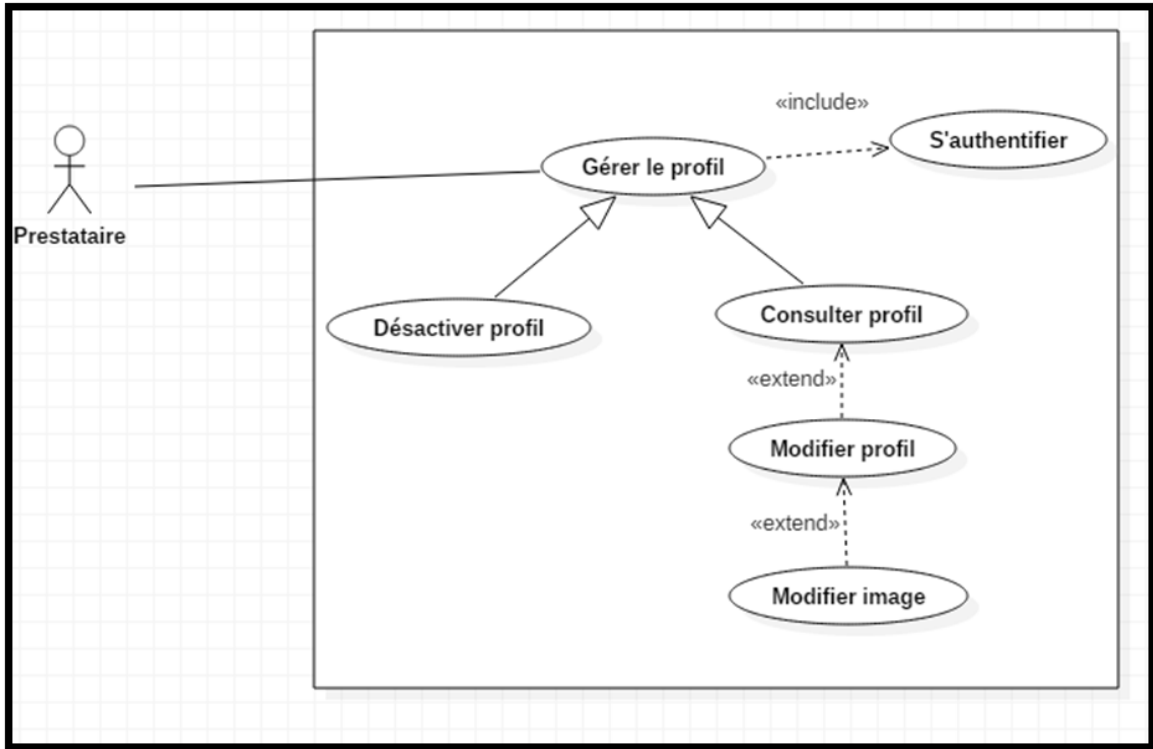 «include»
S'authentifier
Gérer le profil
Prestataire
Désactiver profil
Consulter profil
«extend»
Modifier profil
«extend»
Modifier image